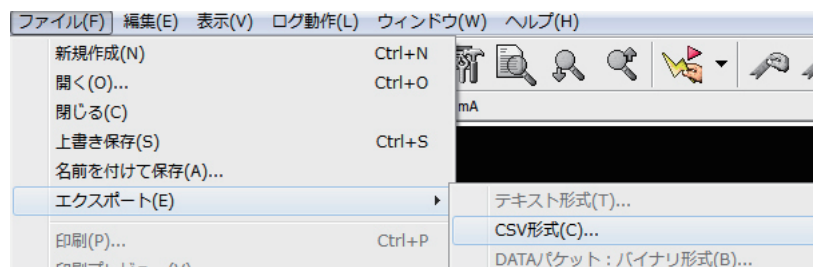 ファイル(F) 編集(E) 表示(V) ログ動作(L) ウィンドウ(W) ヘルプ(H)
新規作成(N) Ctrl+N
開く(O)... Ctrl+O
閉じる(C)
mA
上書き保存(S) Ctrl+S
名前を付けて保存(A)...
エクスポート(E)
テキスト形式(T)...
CSV形式(C)...
印刷(P)... Ctrl+P
DATAパケット：バイナリ形式(B)...